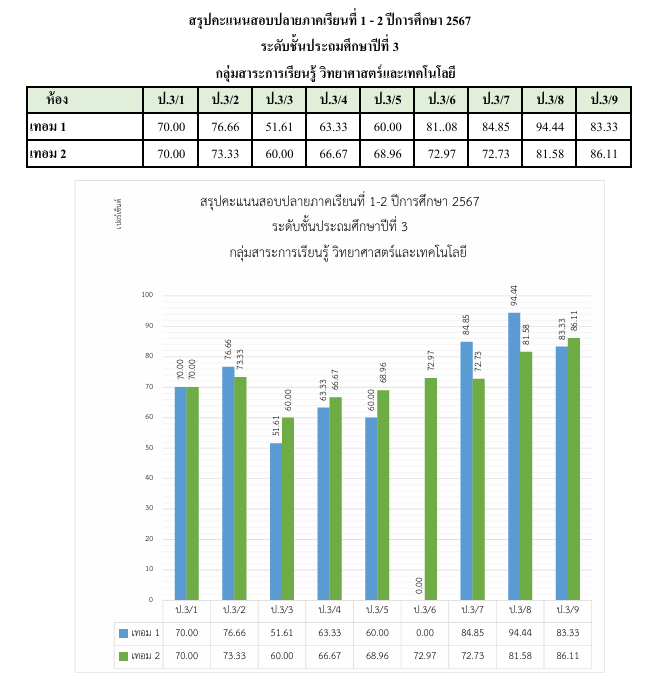 สรุปคะแนนสอบปลายภาคเรียนที่ 1 - 2 ปีการศึกษา 2567
ระดับชั้นประถมศึกษาปีที่ 3
กลุ่มสาระการเรียนรู้ วิทยาศาสตร์และเทคโนโลยี
ห้อง ป.3/1 ป.3/2 ป.3/3 ป.3/4 ป.3/5 ป.3/6 ป.3/7 ป.3/8 ป.3/9
เทอม 1 70.00 76.66 51.61 63.33 60.00 81..08 84.85 94.44 83.33
เทอม 2 70.00 73.33 60.00 66.67 68.96 72.97 72.73 81.58 86.11
เปอร์เซ็นต์
สรุปคะแนนสอบปลายภาคเรียนที่ 1-2 ปีการศึกษา 2567
ระดับชั้นประถมศึกษาปีที่ 3
กลุ่มสาระการเรียนรู้ วิทยาศาสตร์และเทคโนโลยี
100
90
80
70
60
50
40
30
20
10
0
70.00 70.00 76.66 73.33 51.61 60.00 63.33 66.67 60.00 68.96 0.00 72.97 84.85 72.73 94.44 81.58 83.33 86.11
ป.3/1 ป.3/2 ป.3/3 ป.3/4 ป.3/5 ป.3/6 ป.3/7 ป.3/8 ป.3/9
เทอม 1 70.00 76.66 51.61 63.33 60.00 0.00 84.85 94.44 83.33
เทอม 2 70.00 73.33 60.00 66.67 68.96 72.97 72.73 81.58 86.11